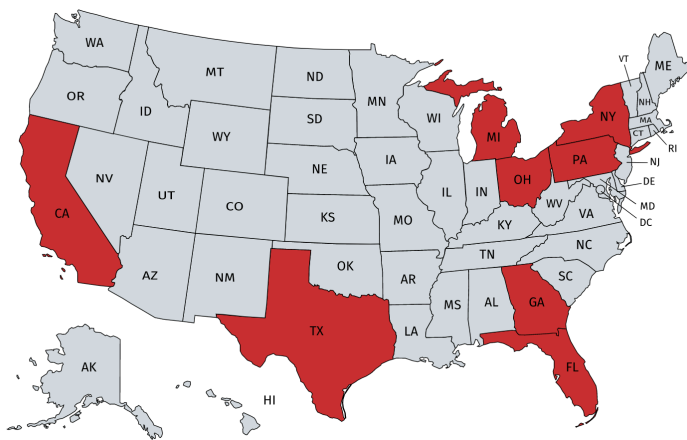 WA
MT
ND
MN
VT
ME
OR
ID
SD
WI
MI
NY
NH
MA
CT
RI
WY
IA
NE
PA
NJ
NV
UT
CO
IL
IN
OH
DE
MD
DC
CA
KS
MO
WV
VA
KY
NC
TN
AZ
NM
OK
AR
SC
MS
AL
GA
TX
LA
FL
AK
HI